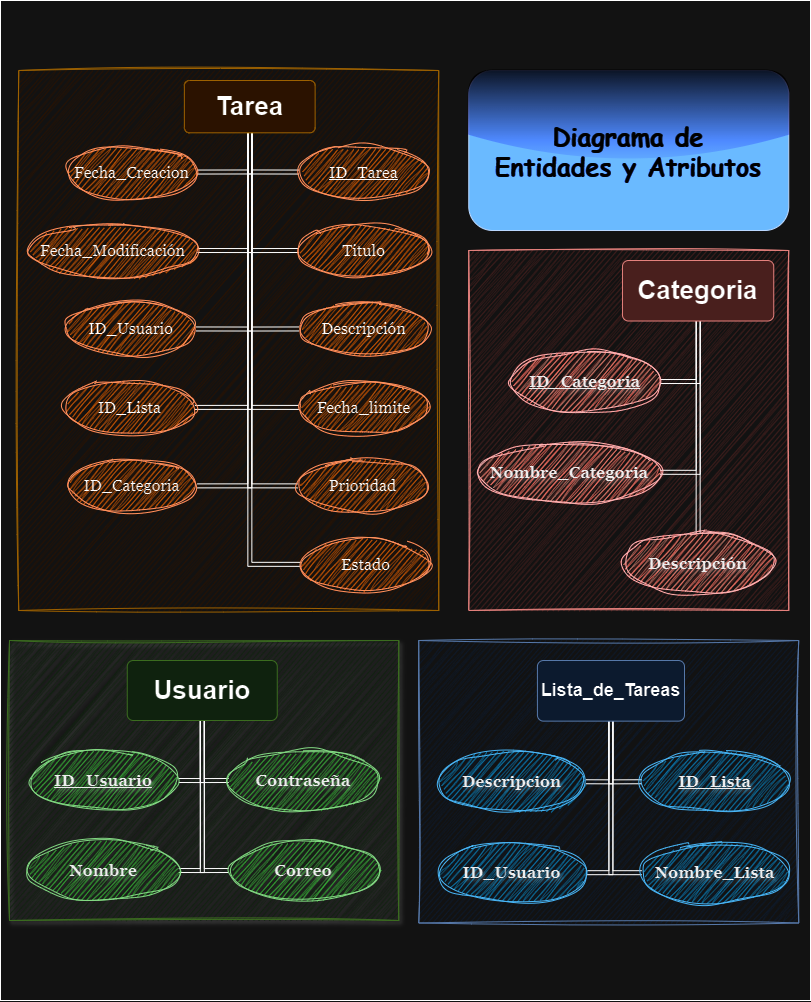 Tarea
Fecha_Creacion
ID_Tarea
Fecha_Modificación
Titulo
ID_Usuario
Descripción
ID_Lista
Fecha_limite
ID_Categoria
Prioridad
Estado
Diagrama de
Entidades y Atributos
Categoria
ID_Categoria
Nombre_Categoria
Descripción
Usuario
ID_Usuario
Contraseña
Nombre
Correo
Lista_de_Tareas
Descripcion
ID_Lista
ID_Usuario
Nombre_Lista